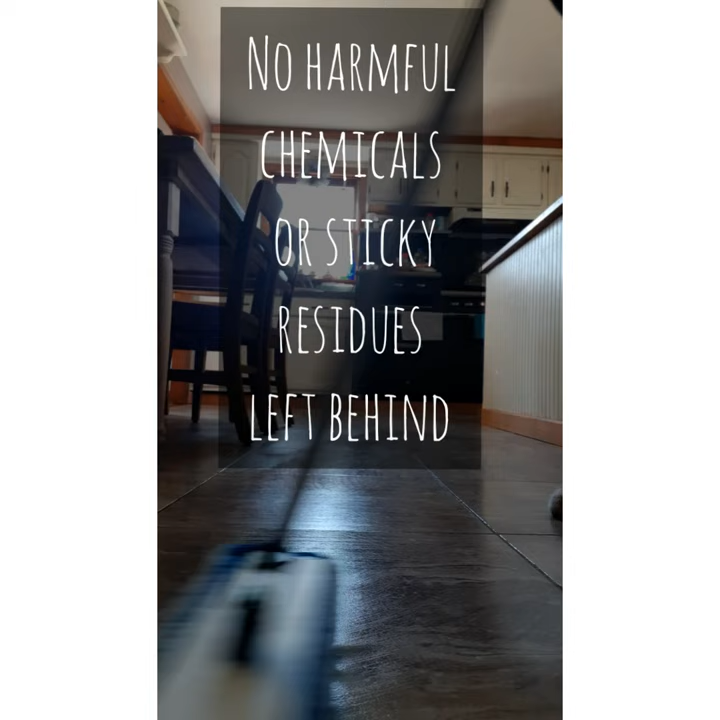 No harmful
chemicals
or sticky
residues
left behind